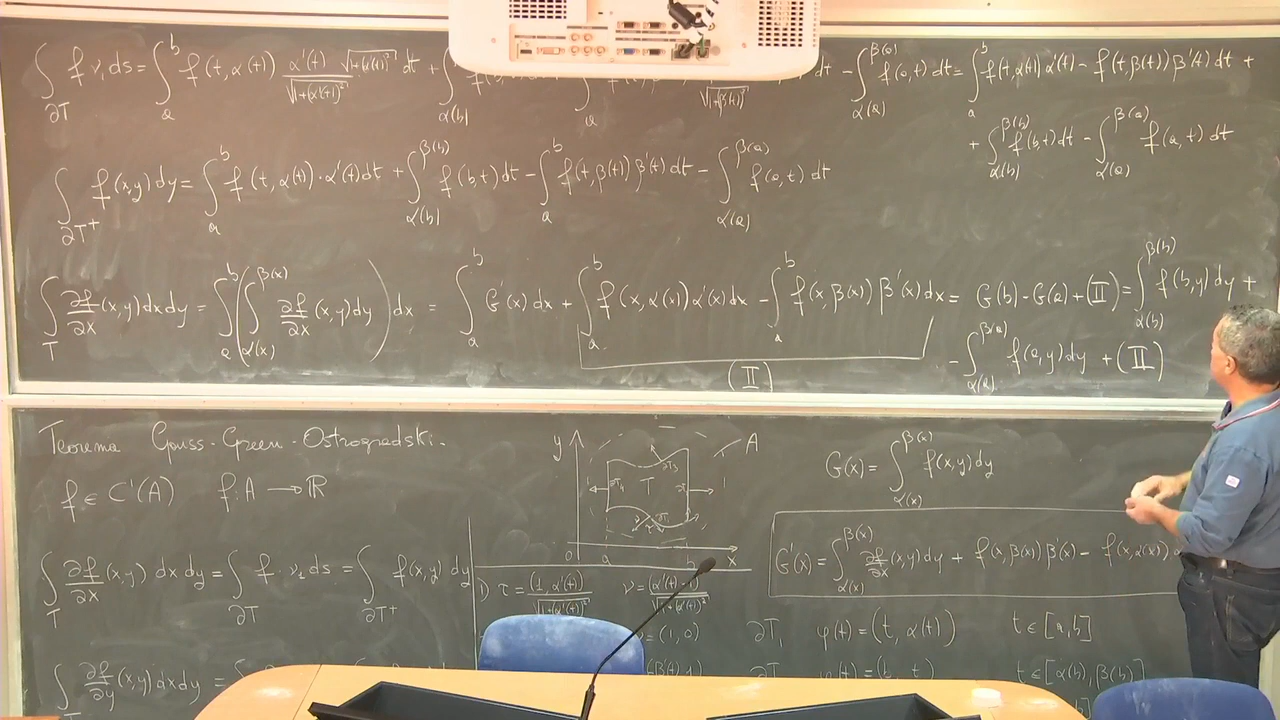 ∫_{∂T} f ν₁ ds = ∫_a^b f(t, α(t)) α'(t)/√(1+(α'(t))²) √(1+(α'(t))²) dt + ∫_{α(b)} dt − ∫_{α(a)}^{β(a)} f(a,t) dt = ∫_a^b f(t,α(t)) α'(t) − f(t,β(t)) β'(t) dt +
+ ∫_{α(b)}^{β(b)} f(b,t) dt − ∫_{α(a)}^{β(a)} f(a,t) dt
∫_{∂T⁺} f(x,y) dy = ∫_a^b f(t, α(t)) · α'(t) dt + ∫_{α(b)}^{β(b)} f(b,t) dt − ∫_a^b f(t,β(t)) β'(t) dt − ∫_{α(a)}^{β(a)} f(a,t) dt
∫_T ∂f/∂x (x,y) dx dy = ∫_a^b ( ∫_{α(x)}^{β(x)} ∂f/∂x (x,y) dy ) dx = ∫_a^b G'(x) dx + ∫_a^b f(x,α(x)) α'(x) dx − ∫_a^b f(x,β(x)) β'(x) dx = G(b) − G(a) + (II) = ∫_{α(b)}^{β(b)} f(b,y) dy +
− ∫_{α(a)}^{β(a)} f(a,y) dy + (II)
(II)
Teorema Gauss-Green-Ostrogradski.
f ∈ C'(A) f: A → ℝ
∫_T ∂f/∂x (x,y) dx dy = ∫_{∂T} f · ν₁ ds = ∫_{∂T⁺} f(x,y) dy
∫_T ∂f/∂y (x,y) dx dy =
y A
T
0 a b x
1) τ = (1, α'(t))/√(1+(α'(t))²) ν = (α'(t), −1)/√(1+(α'(t))²)
= (1, 0)
(β'(t), 1)
G(x) = ∫_{α(x)}^{β(x)} f(x,y) dy
G'(x) = ∫_{α(x)}^{β(x)} ∂f/∂x (x,y) dy + f(x,β(x)) β'(x) − f(x,α(x))
∂T₁ φ(t) = (t, α(t)) t ∈ [a,b]
φ(t) = (b, t) t ∈ [α(b), β(b)]